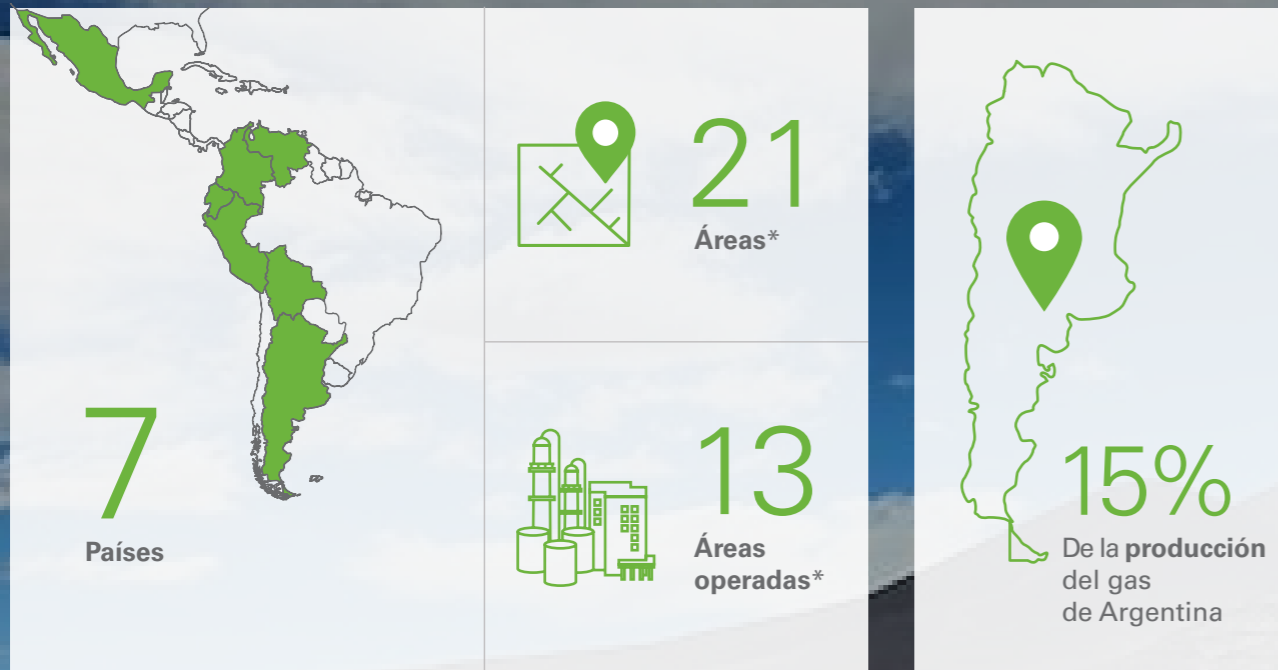 7
Países
21
Áreas*
13
Áreas
operadas*
15%
De la producción
del gas
de Argentina